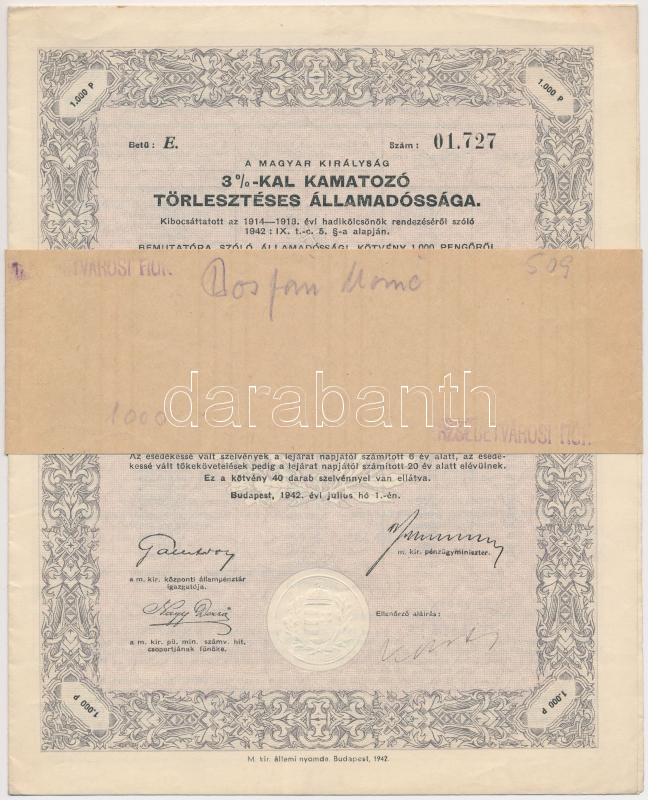 1.000 P
1.000 P
Betű: E.
Szám: 01.727
A MAGYAR KIRÁLYSÁG
3%-KAL KAMATOZÓ
TÖRLESZTÉSES ÁLLAMADÓSSÁGA.
Kibocsáttatott az 1914—1918. évi hadikölcsönök rendezéséről szóló
1942: IX. t.-c. 5. §-a alapján.
BEMUTATÓRA SZÓLÓ ÁLLAMADÓSSÁGI KÖTVÉNY 1.000 PENGŐRŐL
509
darabanth
1000
Az esedékessé vált szelvények a lejárat napjától számított 6 év alatt, az esedé-
kessé vált tőkekövetelések pedig a lejárat napjától számított 20 év alatt elévülnek.
Ez a kötvény 40 darab szelvénnyel van ellátva.
Budapest, 1942. évi július hó 1.-én.
m. kir. pénzügyminiszter.
a m. kir. központi állampénztár
igazgatója.
Ellenőrző aláírás:
a m. kir. pü. min. számv. hit.
csoportjának főnöke.
1.000 P
1.000 P
M. kir. állami nyomda. Budapest, 1942.